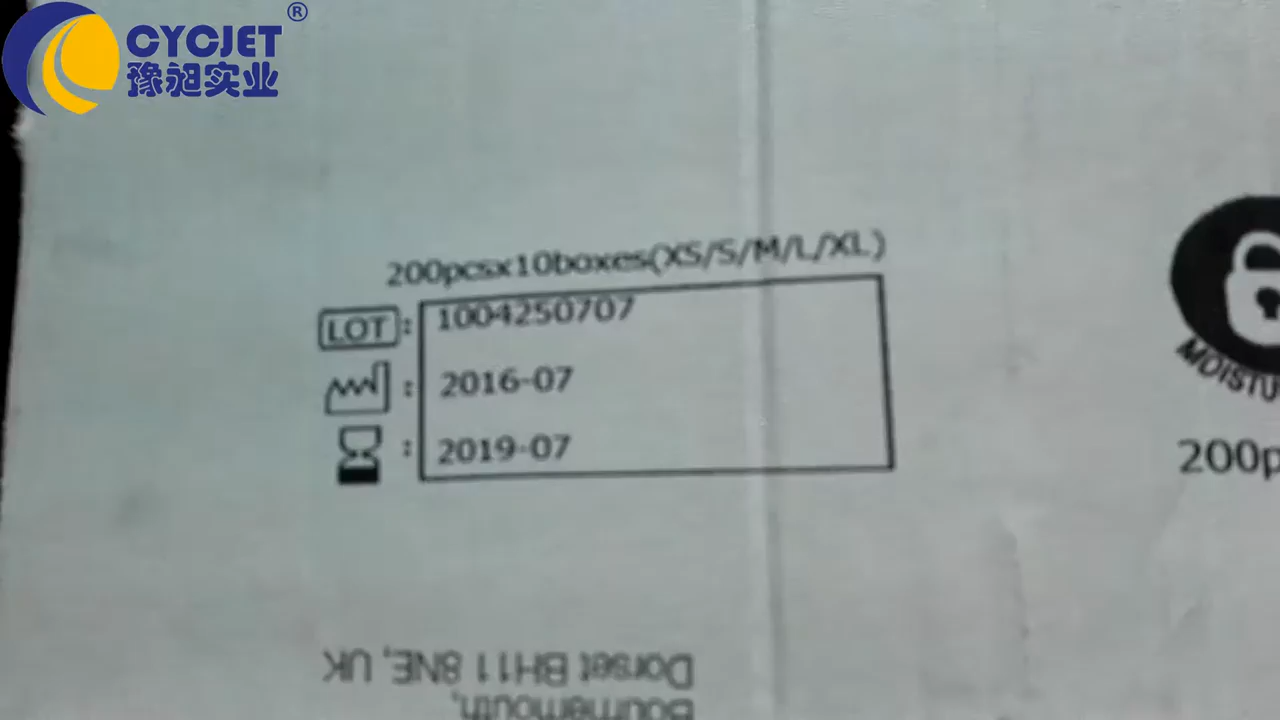 CYCJET®
豫昶实业
200pcsx10boxes(XS/S/M/L/XL)
LOT: 1004250707
: 2016-07
: 2019-07
MOISTU
200p
Dorset BH11 8NE, UK
Bournemouth,